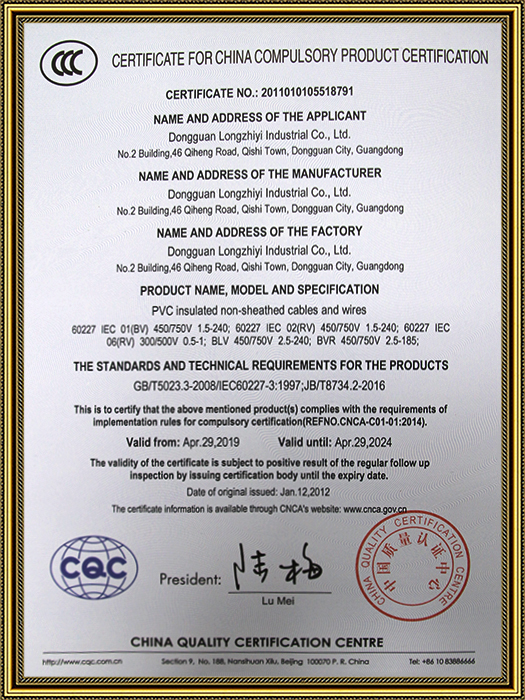 CCC
CERTIFICATE FOR CHINA COMPULSORY PRODUCT CERTIFICATION
CERTIFICATE NO.: 2011010105518791
NAME AND ADDRESS OF THE APPLICANT
Dongguan Longzhiyi Industrial Co., Ltd.
No.2 Building,46 Qiheng Road, Qishi Town, Dongguan City, Guangdong
NAME AND ADDRESS OF THE MANUFACTURER
Dongguan Longzhiyi Industrial Co., Ltd.
No.2 Building,46 Qiheng Road, Qishi Town, Dongguan City, Guangdong
NAME AND ADDRESS OF THE FACTORY
Dongguan Longzhiyi Industrial Co., Ltd.
No.2 Building,46 Qiheng Road, Qishi Town, Dongguan City, Guangdong
PRODUCT NAME, MODEL AND SPECIFICATION
PVC insulated non-sheathed cables and wires
60227 IEC 01(BV) 450/750V 1.5-240; 60227 IEC 02(RV) 450/750V 1.5-240; 60227 IEC
06(RV) 300/500V 0.5-1; BLV 450/750V 2.5-240; BVR 450/750V 2.5-185;
THE STANDARDS AND TECHNICAL REQUIREMENTS FOR THE PRODUCTS
GB/T5023.3-2008/IEC60227-3:1997;JB/T8734.2-2016
This is to certify that the above mentioned product(s) complies with the requirements of
implementation rules for compulsory certification(REFNO.CNCA-C01-01:2014).
Valid from: Apr.29,2019 Valid until: Apr.29,2024
The validity of the certificate is subject to positive result of the regular follow up
inspection by issuing certification body until the expiry date.
Date of original issued: Jan.12,2012
The certificate information is available through CNCA's website: www.cnca.gov.cn
CQC
President: 陆梅
Lu Mei
CHINA QUALITY CERTIFICATION CENTRE
中国质量认证中心
CHINA QUALITY CERTIFICATION CENTRE
http://www.cqc.com.cn Section 9, No. 188, Nanshuan Xilu, Beijing 100070 P. R. China Tel: +86 10 83886666